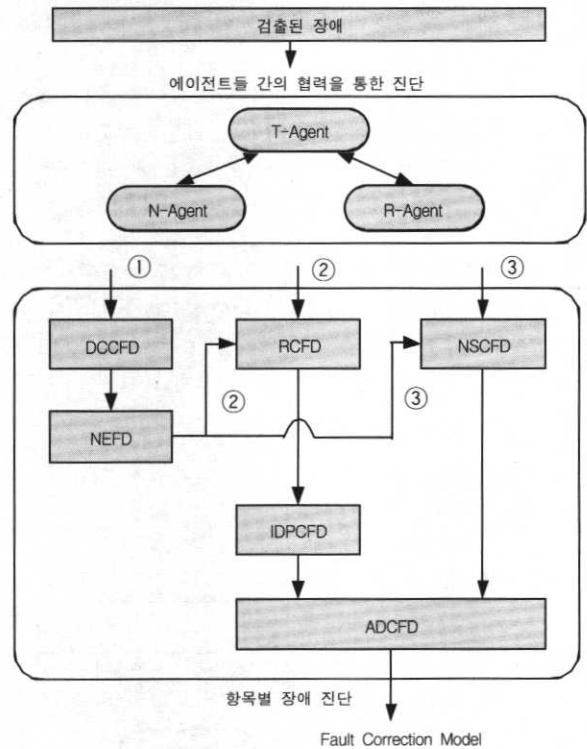 검출된 장애
에이전트들 간의 협력을 통한 진단
T-Agent
N-Agent
R-Agent
①
②
③
DCCFD
RCFD
NSCFD
②
③
NEFD
IDPCFD
ADCFD
항목별 장애 진단
Fault Correction Model